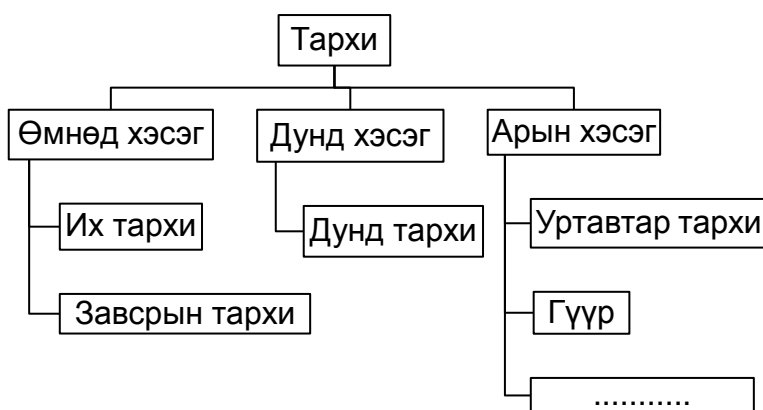 Тархи
Өмнөд хэсэг
Дунд хэсэг
Арын хэсэг
Их тархи
Дунд тархи
Уртавтар тархи
Завсрын тархи
Гүүр
...........